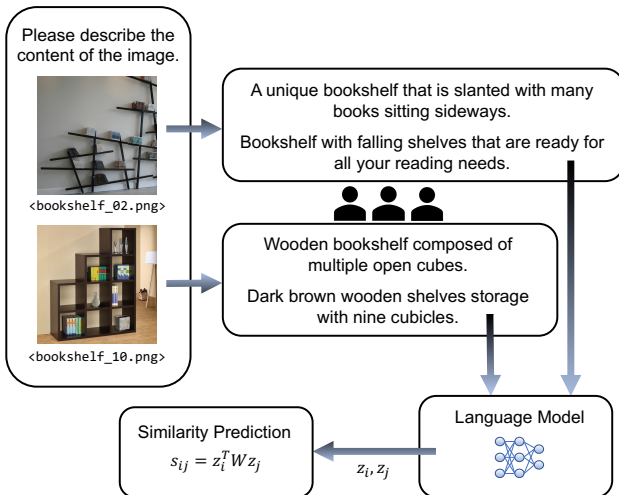 Please describe the
content of the image.
<bookshelf_02.png>
<bookshelf_10.png>
A unique bookshelf that is slanted with many
books sitting sideways.
Bookshelf with falling shelves that are ready for
all your reading needs.
Wooden bookshelf composed of
multiple open cubes.
Dark brown wooden shelves storage
with nine cubicles.
Language Model
z_i, z_j
Similarity Prediction
s_{ij} = z_i^T W z_j